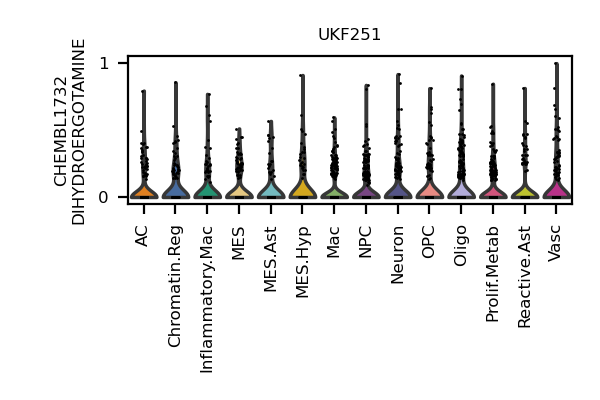 UKF251
CHEMBL1732
DIHYDROERGOTAMINE
1
0
AC
Chromatin.Reg
Inflammatory.Mac
MES
MES.Ast
MES.Hyp
Mac
NPC
Neuron
OPC
Oligo
Prolif.Metab
Reactive.Ast
Vasc